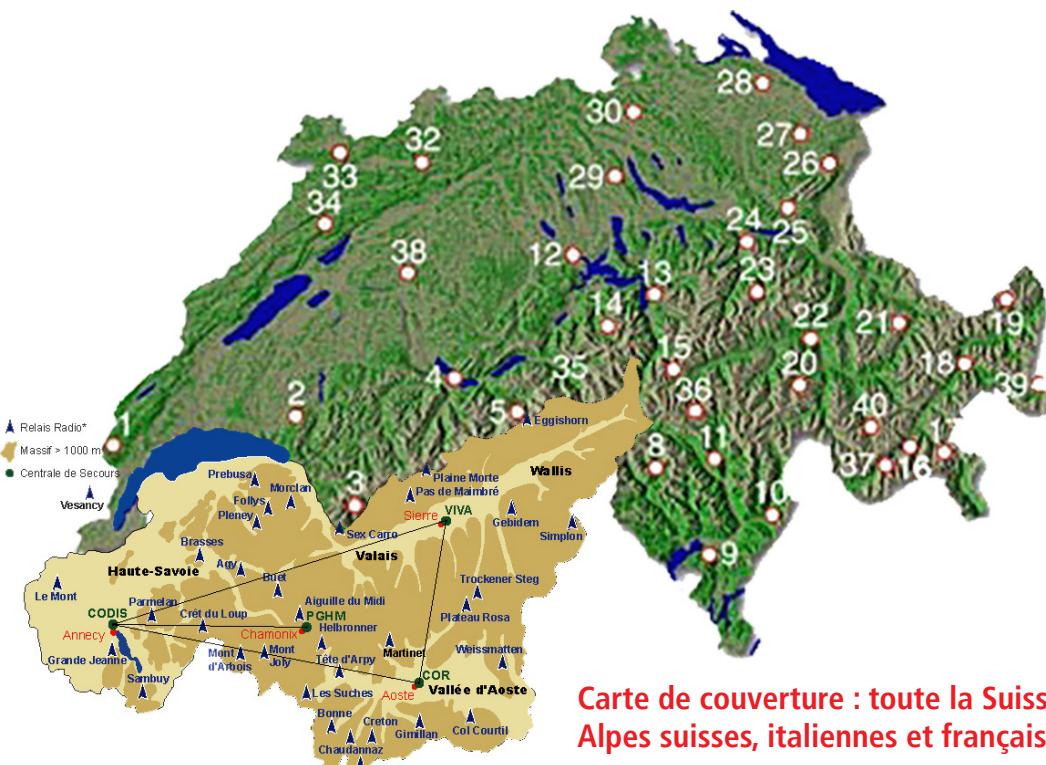 28
30
27
32
26
33
29
34
25
24
12
38
13
23
19
14
22
21
35
15
18
4
20
39
36
2
5
40
1
11
8
37
16
3
10
9
Relais Radio*
Massif > 1000 m
Centrale de Secours
Vesancy
Eggishorn
Wallis
Prebusa
Plaine Morte
Morclan
Pas de Maimbré
Follys
Pleney
Sierre
VIVA
Gebidem
Sex Carro
Simplon
Brasses
Valais
Haute-Savoie
Agy
Buet
Trockener Steg
Le Mont
Parmelan
Aiguille du Midi
CODIS
Crêt du Loup
PGHM
Plateau Rosa
Annecy
Chamonix
Helbronner
Grande Jeanne
Mont d'Arbois
Mont Joly
Martinet
Weissmatten
Tête d'Arpy
Sambuy
COR
Les Suches
Aoste
Vallée d'Aoste
Bonne
Creton
Gimillan
Col Courtil
Chaudannaz
Carte de couverture : toute la Suiss
Alpes suisses, italiennes et français